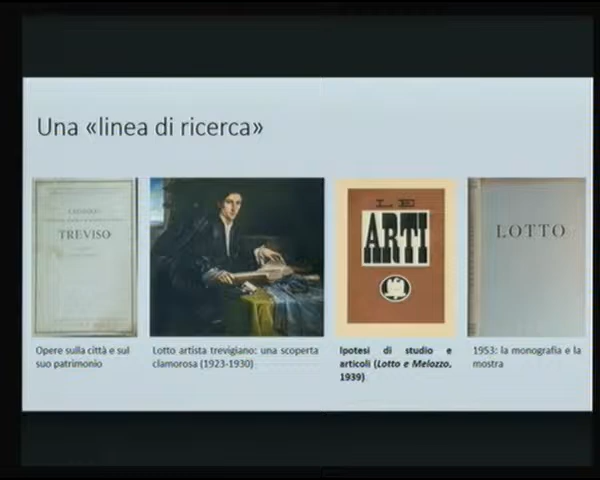 Una «linea di ricerca»
TREVISO
LE
ARTI
LOTTO
Opere sulla città e sul
suo patrimonio
Lotto artista trevigiano: una scoperta
clamorosa (1923-1930)
Ipotesi di studio e
articoli (Lotto e Melozzo,
1939)
1953: la monografia e la
mostra